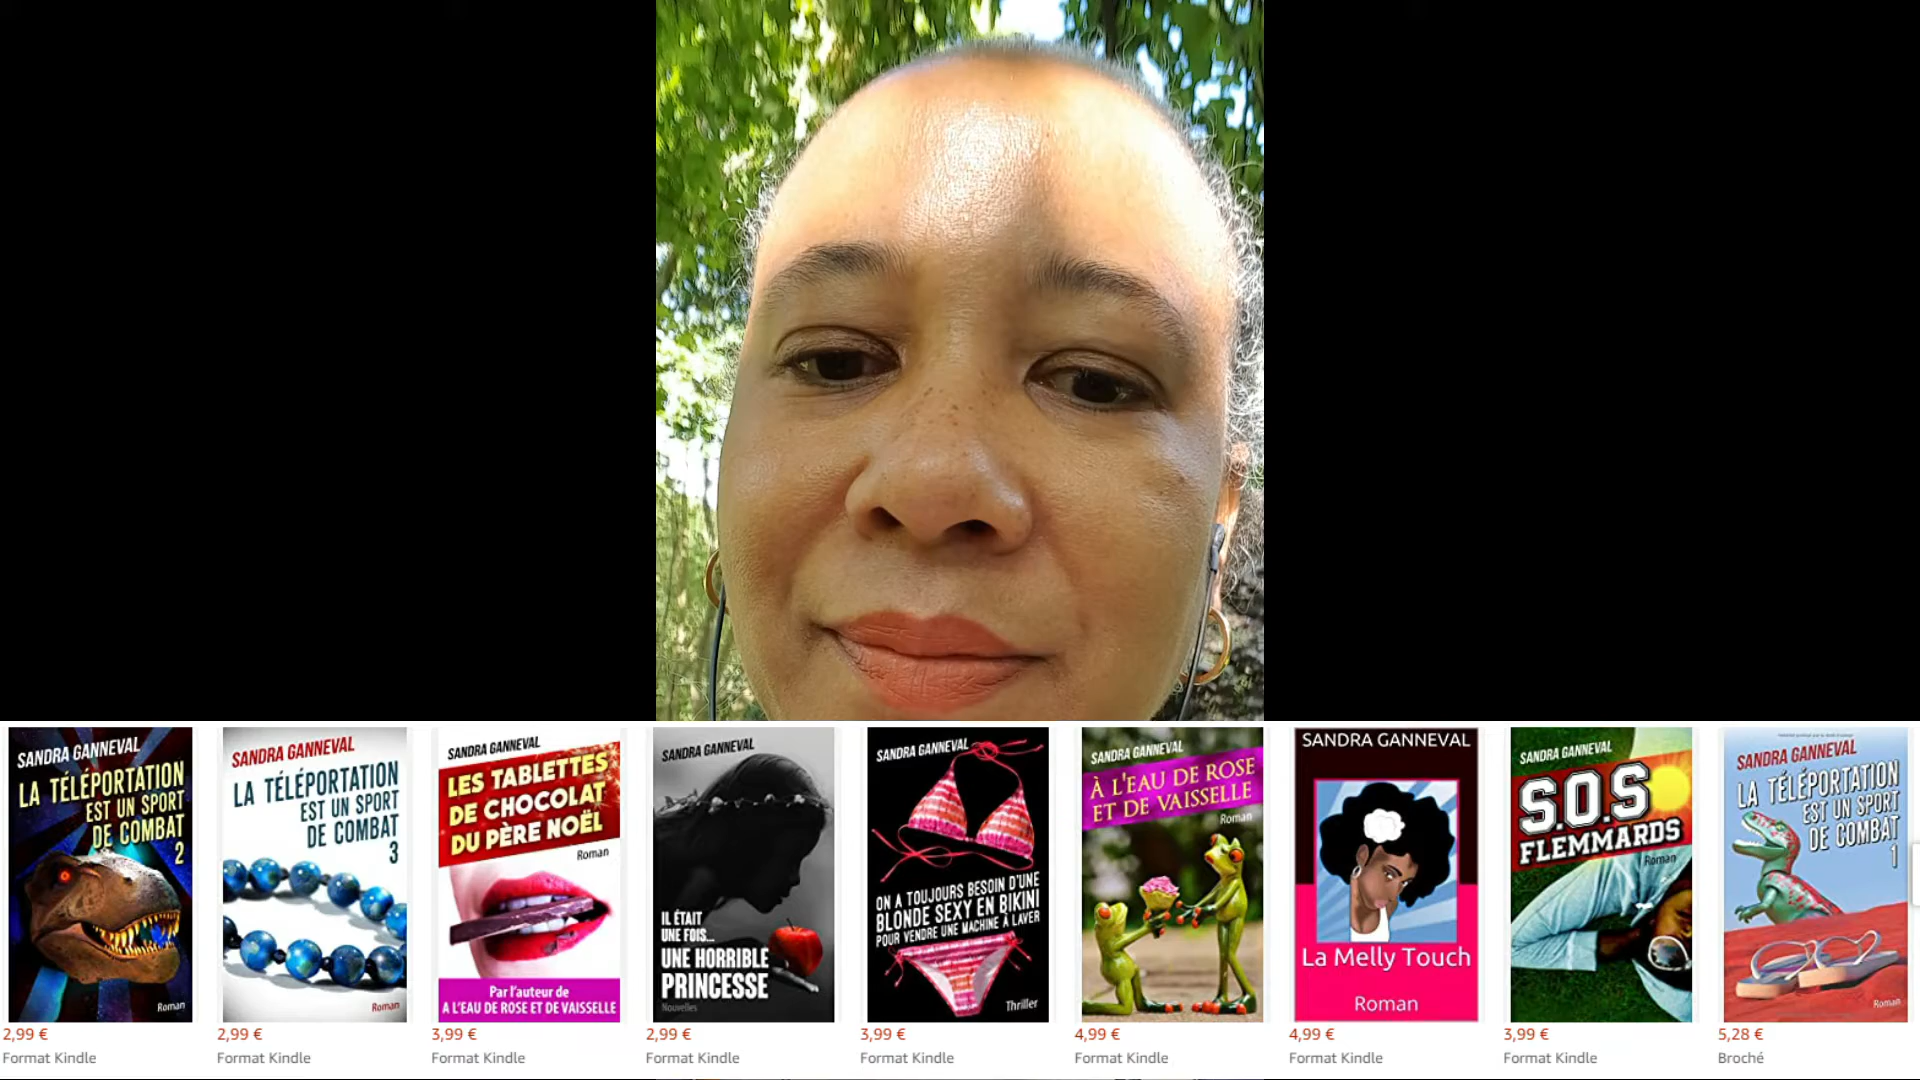 SANDRA GANNEVAL
LA TÉLÉPORTATION
EST UN SPORT
DE COMBAT
2
Roman
2,99 €
Format Kindle
SANDRA GANNEVAL
LA TÉLÉPORTATION
EST UN SPORT
DE COMBAT
3
Roman
2,99 €
Format Kindle
SANDRA GANNEVAL
LES TABLETTES
DE CHOCOLAT
DU PÈRE NOËL
Roman
Par l'auteur de
A L'EAU DE ROSE ET DE VAISSELLE
3,99 €
Format Kindle
SANDRA GANNEVAL
IL ÉTAIT
UNE FOIS...
UNE HORRIBLE
PRINCESSE
Nouvelles
2,99 €
Format Kindle
SANDRA GANNEVAL
ON A TOUJOURS BESOIN D'UNE
BLONDE SEXY EN BIKINI
POUR VENDRE UNE MACHINE À LAVER
Thriller
3,99 €
Format Kindle
SANDRA GANNEVAL
À L'EAU DE ROSE
ET DE VAISSELLE
Roman
4,99 €
Format Kindle
SANDRA GANNEVAL
La Melly Touch
Roman
4,99 €
Format Kindle
SANDRA GANNEVAL
S.O.S
FLEMMARDS
Roman
3,99 €
Format Kindle
SANDRA GANNEVAL
LA TÉLÉPORTATION
EST UN SPORT
DE COMBAT
1
Roman
5,28 €
Broché